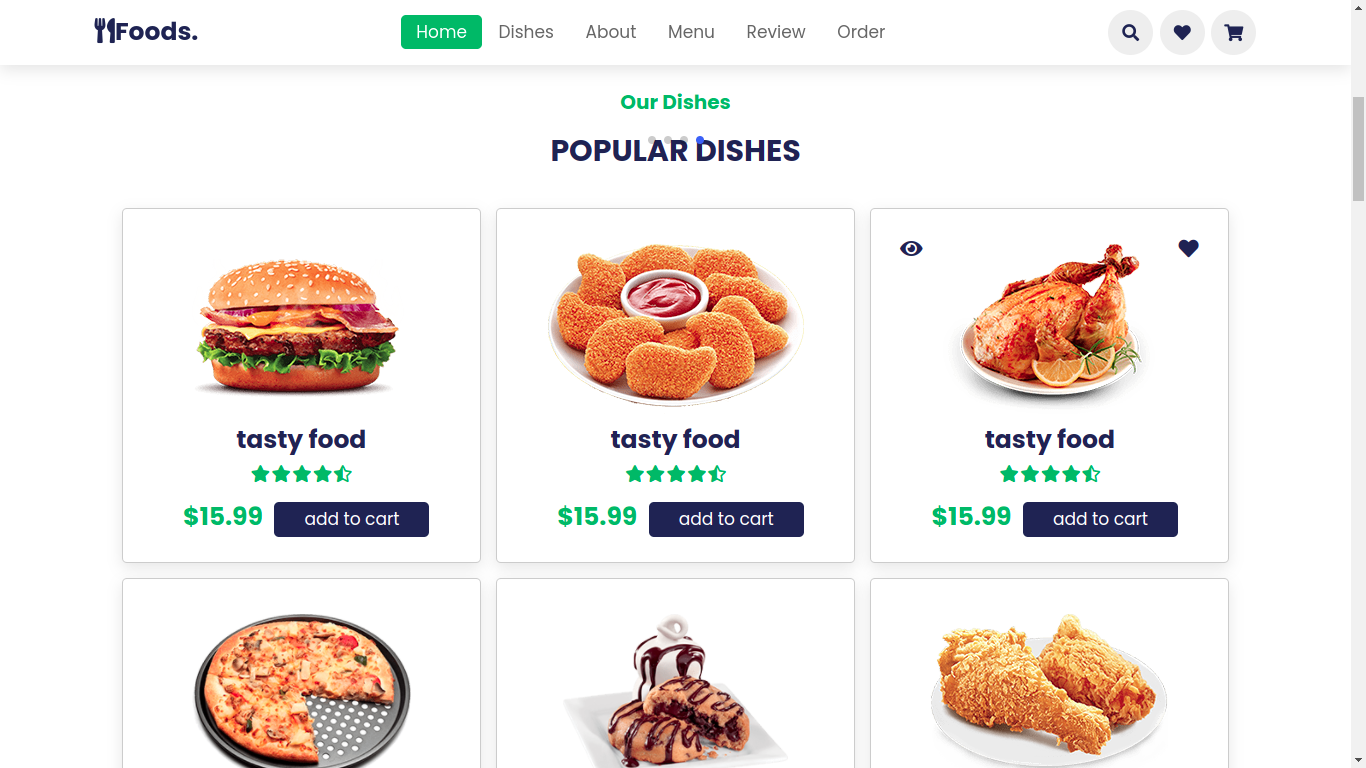 Foods.
Home Dishes About Menu Review Order
Our Dishes
POPULAR DISHES
tasty food tasty food tasty food
$15.99 add to cart $15.99 add to cart $15.99 add to cart